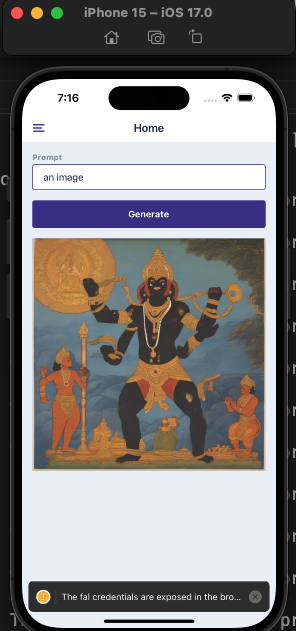 iPhone 15 – iOS 17.0
7:16
Home
Prompt
an image
Generate
The fal credentials are exposed in the bro...